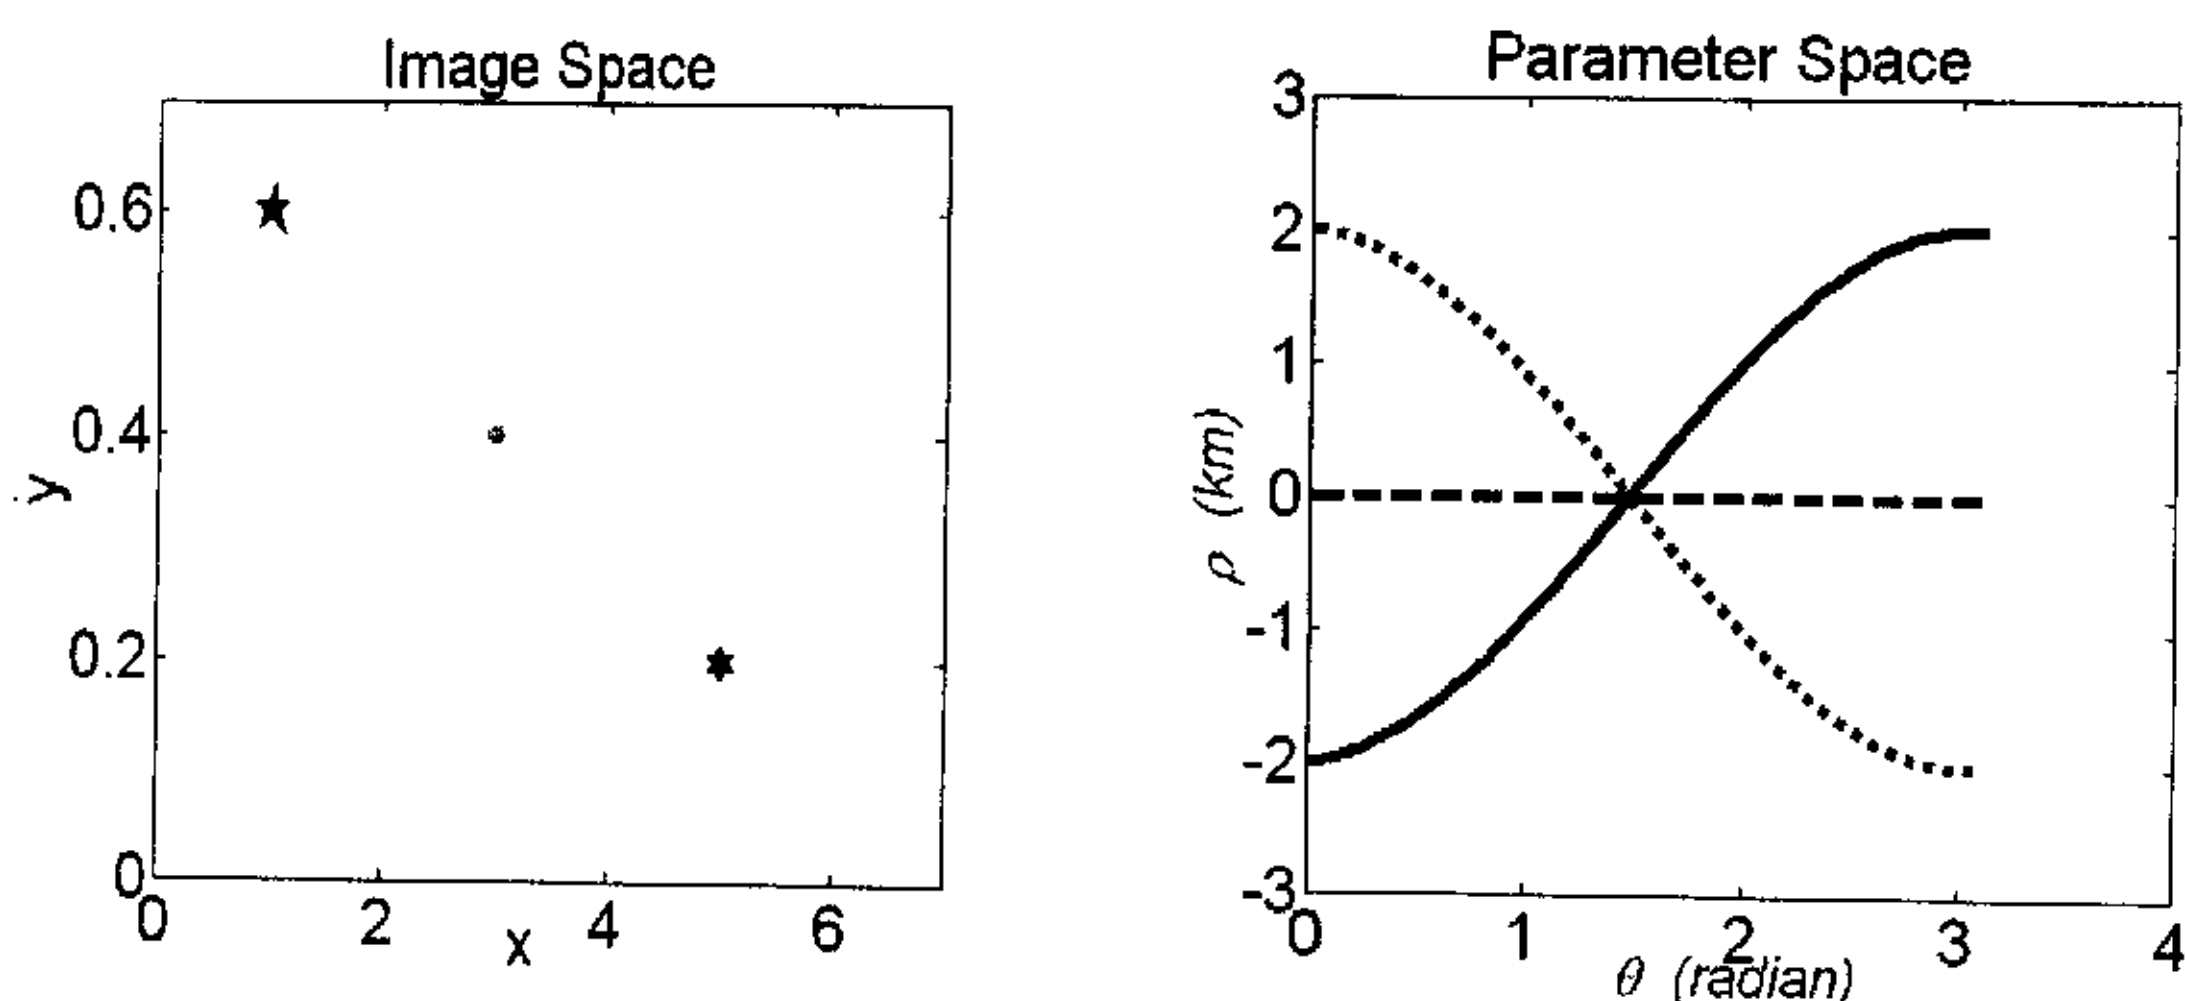 Image Space
0.6
0.4
0.2
0
0 2 4 6
x
y
Parameter Space
3
2
1
0
-1
-2
-3
0 1 2 3 4
θ (radian)
ρ (km)